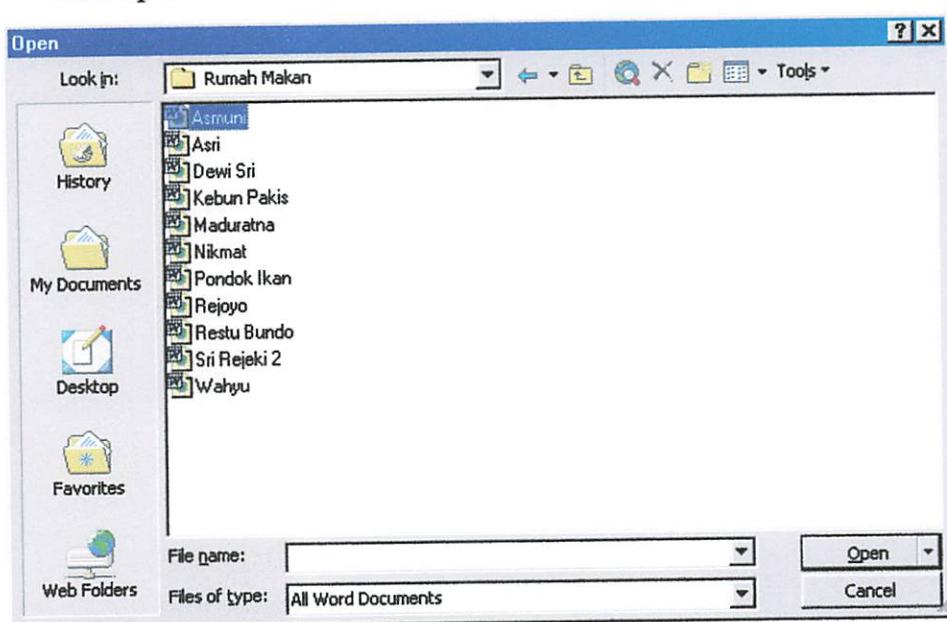 Open
Look in: Rumah Makan Tools
Asmuni
Asri
Dewi Sri
Kebun Pakis
Maduratna
Nikmat
Pondok Ikan
Rejoyo
Restu Bundo
Sri Rejeki 2
Wahyu
History
My Documents
Desktop
Favorites
Web Folders
File name: Open
Files of type: All Word Documents Cancel